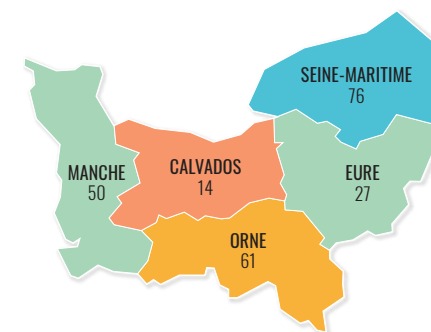 SEINE-MARITIME
76
MANCHE
50
CALVADOS
14
EURE
27
ORNE
61